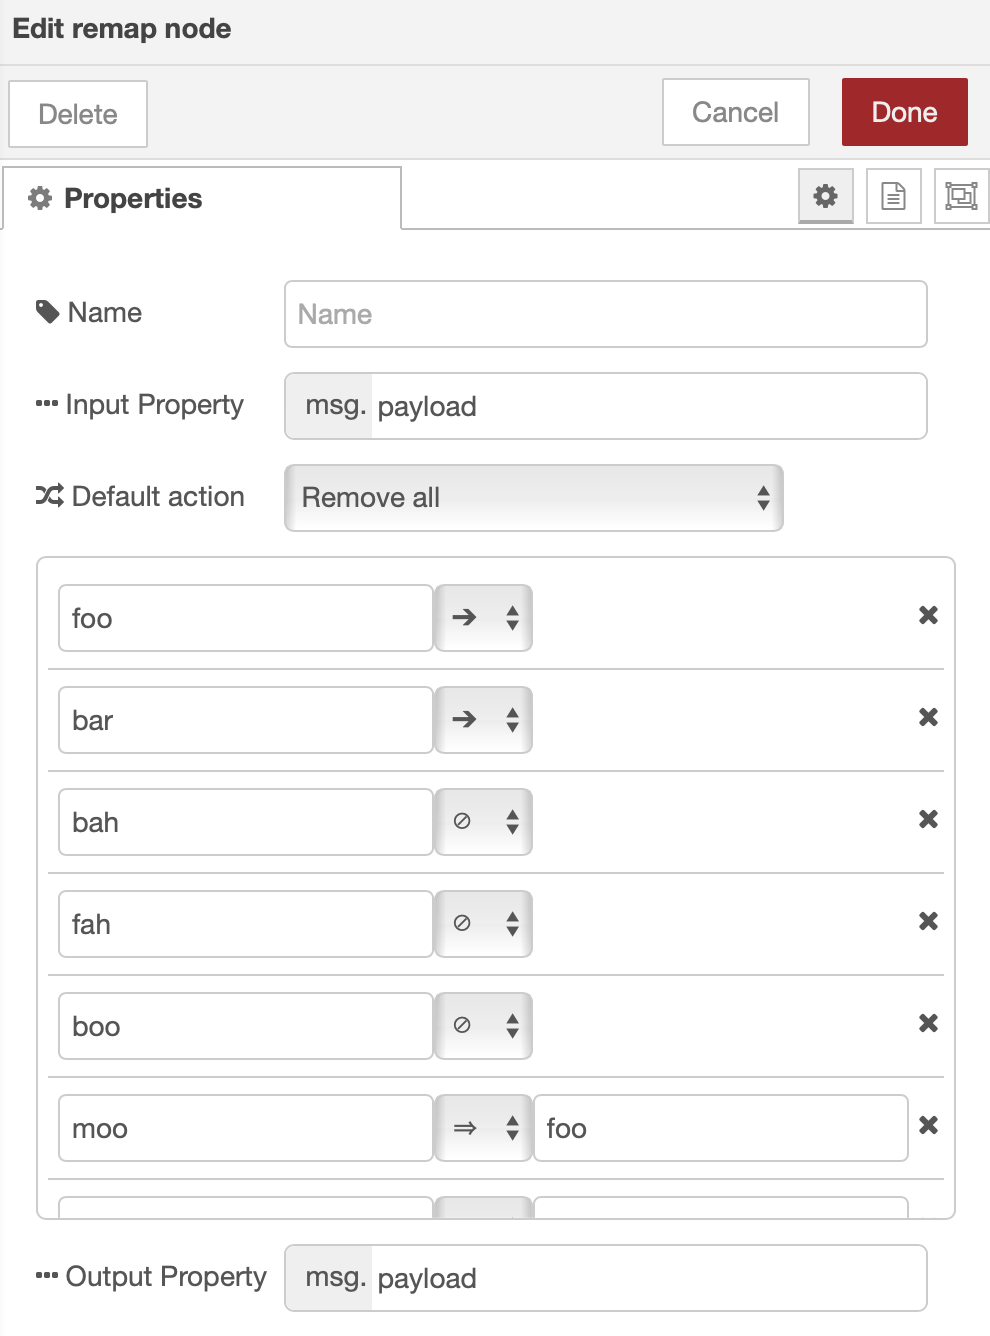 Edit remap node
Delete Cancel Done
Properties
Name Name
Input Property msg. payload
Default action Remove all
foo ➔
bar ➔
bah ⊘
fah ⊘
boo ⊘
moo ⇒ foo
Output Property msg. payload